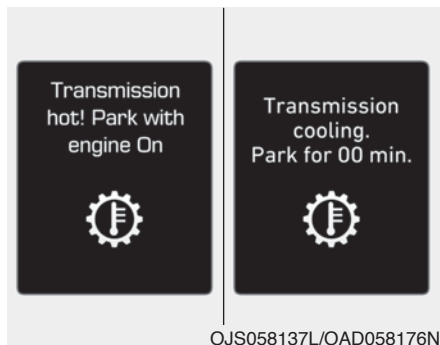 Transmission
hot! Park with
engine On
Transmission
cooling.
Park for 00 min.
OJS058137L/OAD058176N